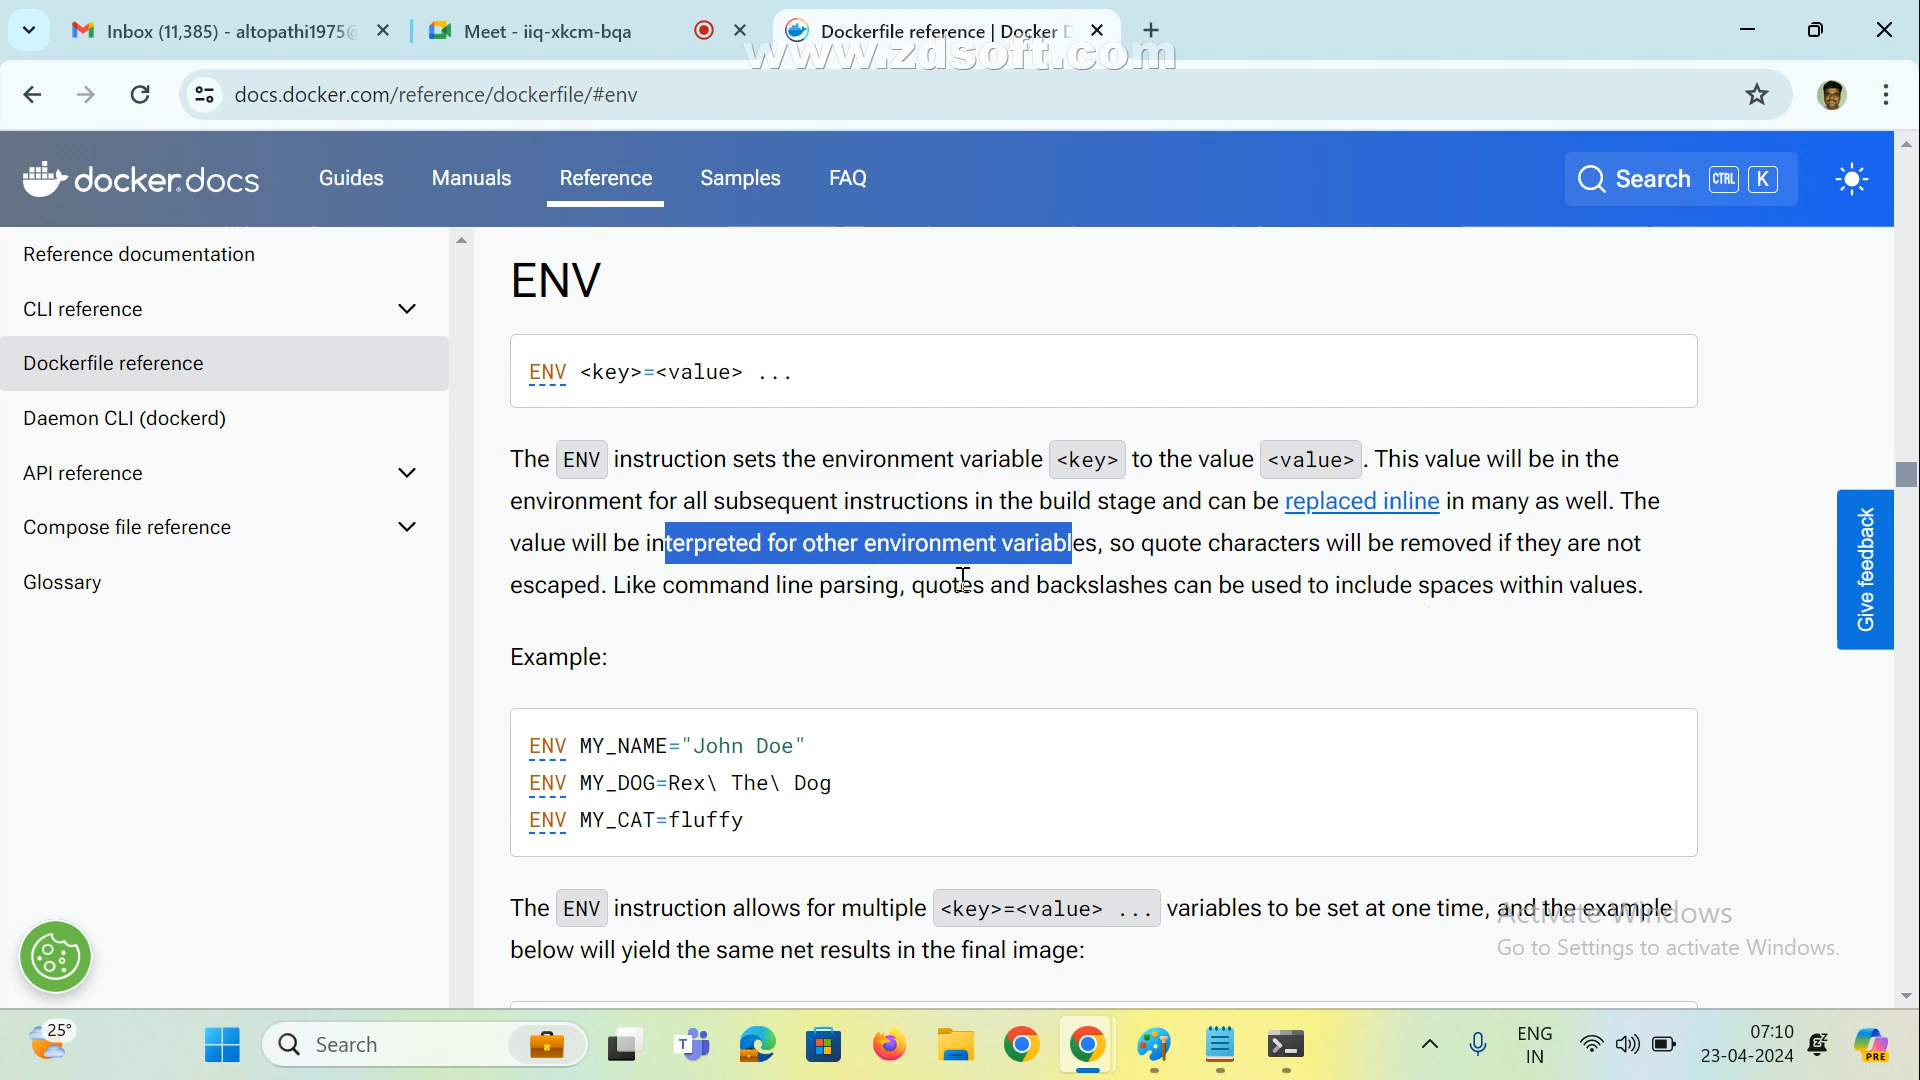 Inbox (11,385) - altopathi1975@
Meet - iiq-xkcm-bqa
Dockerfile reference | Docker D
www.zdsoft.com
docs.docker.com/reference/dockerfile/#env
docker.docs
Guides
Manuals
Reference
Samples
FAQ
Search
CTRL
K
Reference documentation
CLI reference
Dockerfile reference
Daemon CLI (dockerd)
API reference
Compose file reference
Glossary
ENV
ENV <key>=<value> ...
The ENV instruction sets the environment variable <key> to the value <value>. This value will be in the
environment for all subsequent instructions in the build stage and can be replaced inline in many as well. The
value will be interpreted for other environment variables, so quote characters will be removed if they are not
escaped. Like command line parsing, quotes and backslashes can be used to include spaces within values.
Example:
ENV MY_NAME="John Doe"
ENV MY_DOG=Rex\ The\ Dog
ENV MY_CAT=fluffy
The ENV instruction allows for multiple <key>=<value> ... variables to be set at one time, and the example
below will yield the same net results in the final image:
Give feedback
Activate Windows
Go to Settings to activate Windows.
25°
Search
ENG
IN
07:10
23-04-2024
PRE